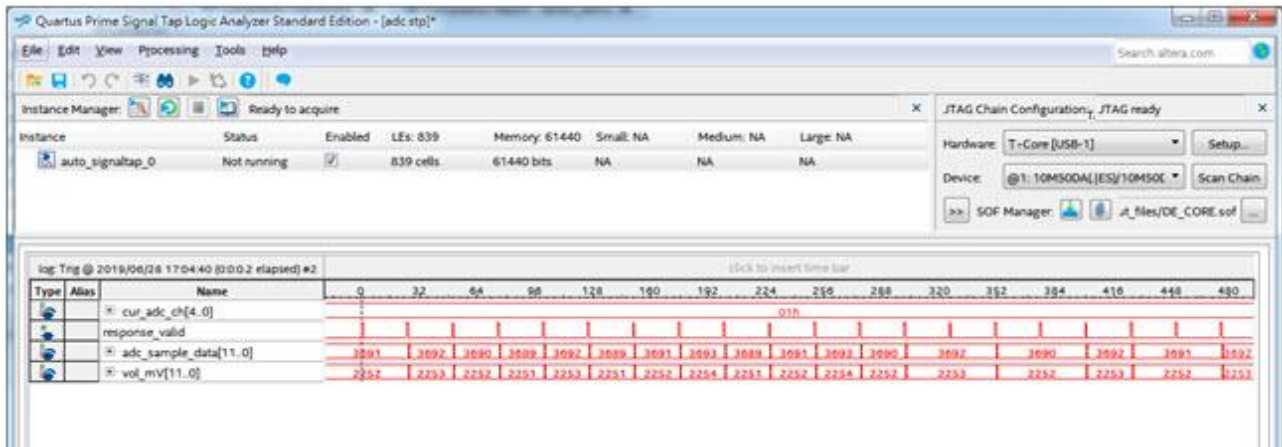 Quartus Prime Signal Tap Logic Analyzer Standard Edition - [adc.stp]*
File Edit View Processing Tools Help
Search altera.com
Instance Manager: Ready to acquire
JTAG Chain Configuration: JTAG ready
Instance Status Enabled LEs: 839 Memory: 61440 Small: NA Medium: NA Large: NA
auto_signaltap_0 Not running 839 cells 61440 bits NA NA NA
Hardware: T-Core [USB-1] Setup...
Device: @1: 10M50DA(.|ES)/10M50D Scan Chain
>> SOF Manager: ut_files/DE_CORE.sof ...
log: Trig @ 2019/06/28 17:04:40 (0:0:0.2 elapsed) #2 click to insert time bar
Type Alias Name 0 32 64 96 128 160 192 224 256 288 320 352 384 416 448 480
cur_adc_ch[4..0] 01h
response_valid
adc_sample_data[11..0] 3691 3692 3690 3689 3692 3689 3691 3693 3689 3691 3693 3690 3692 3690 3692 3691 3692
vol_mV[11..0] 2252 2253 2252 2251 2253 2251 2252 2254 2251 2252 2254 2252 2253 2252 2253 2252 2253